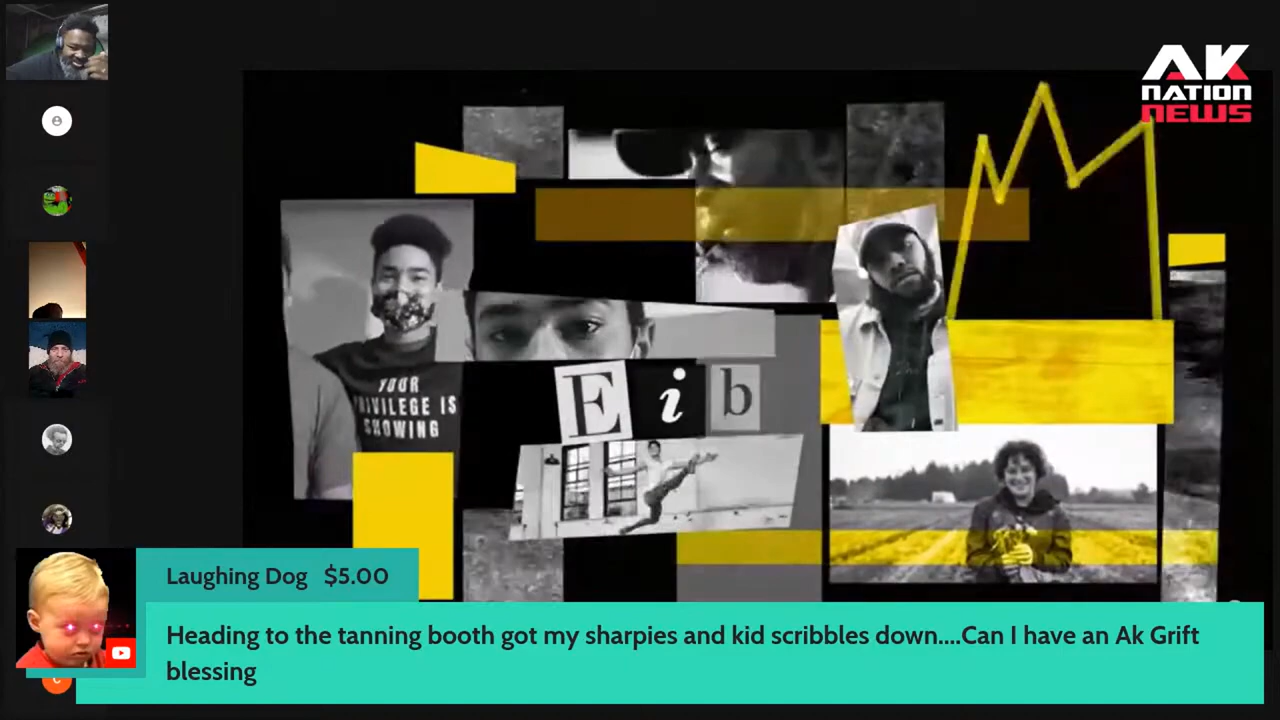 AK
NATION
NEWS
YOUR
PRIVILEGE IS
SHOWING
E i b
Laughing Dog $5.00
Heading to the tanning booth got my sharpies and kid scribbles down....Can I have an Ak Grift
blessing
C